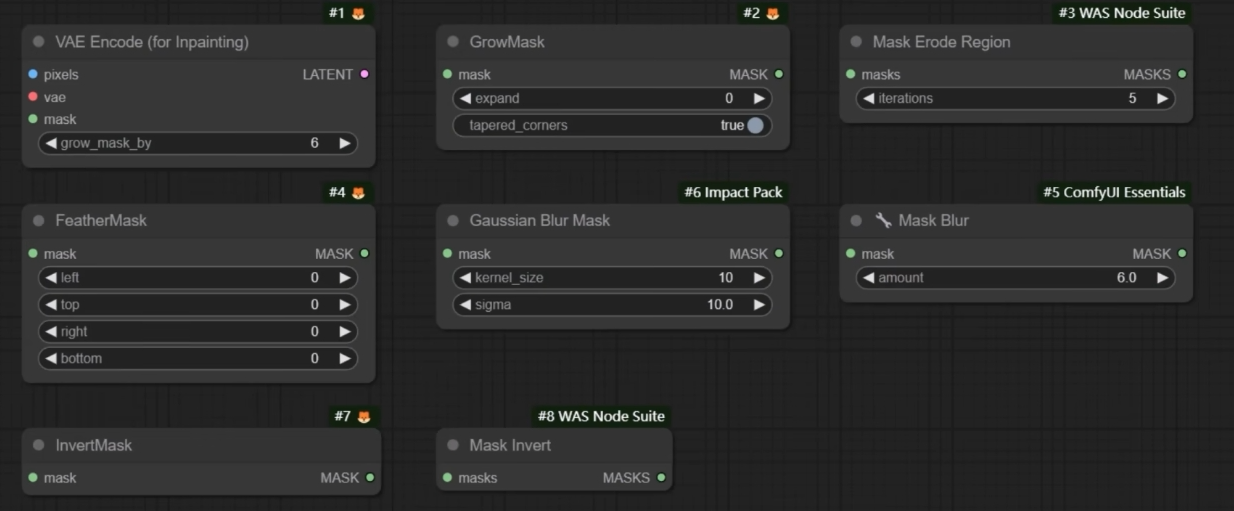 #1 🦊
VAE Encode (for Inpainting)
pixels LATENT
vae
mask
grow_mask_by 6
#2 🦊
GrowMask
mask MASK
expand 0
tapered_corners true
#3 WAS Node Suite
Mask Erode Region
masks MASKS
iterations 5
#4 🦊
FeatherMask
mask MASK
left 0
top 0
right 0
bottom 0
#6 Impact Pack
Gaussian Blur Mask
mask MASK
kernel_size 10
sigma 10.0
#5 ComfyUI Essentials
🔧 Mask Blur
mask MASK
amount 6.0
#7 🦊
InvertMask
mask MASK
#8 WAS Node Suite
Mask Invert
masks MASKS